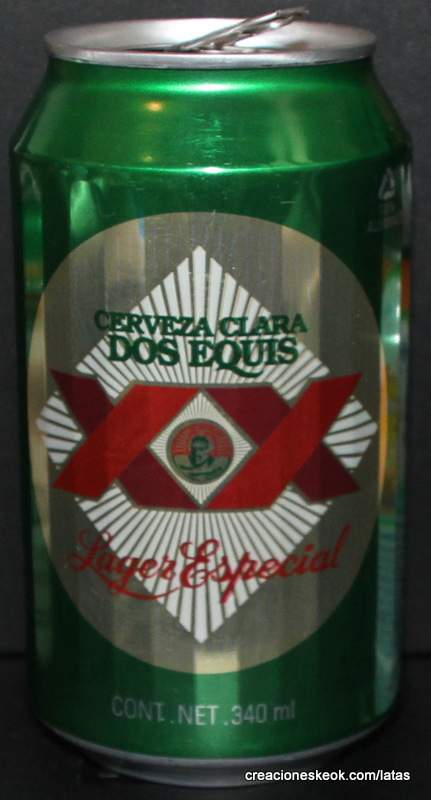 CERVEZA CLARA
DOS EQUIS
XX
Lager Especial
CONT. NET. 340 ml
creacioneskeok.com/latas